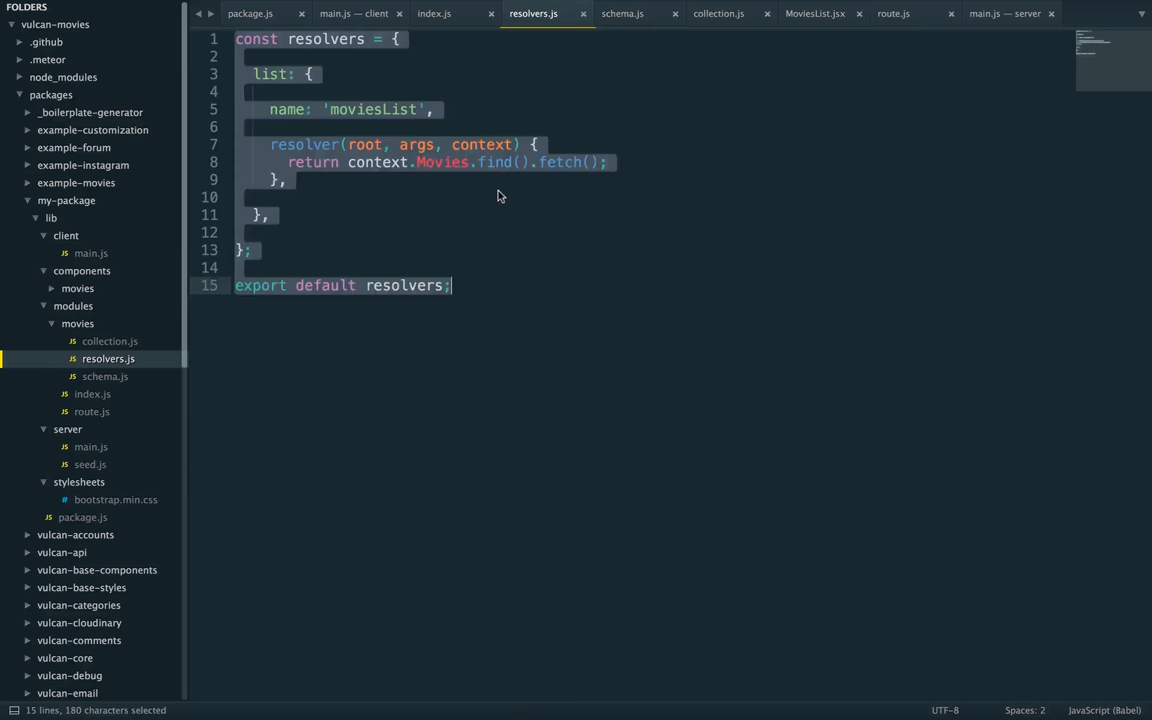 FOLDERS
vulcan-movies
.github
.meteor
node_modules
packages
_boilerplate-generator
example-customization
example-forum
example-instagram
example-movies
my-package
lib
client
main.js
components
movies
modules
movies
collection.js
resolvers.js
schema.js
index.js
route.js
server
main.js
seed.js
stylesheets
bootstrap.min.css
package.js
vulcan-accounts
vulcan-api
vulcan-base-components
vulcan-base-styles
vulcan-categories
vulcan-cloudinary
vulcan-comments
vulcan-core
vulcan-debug
vulcan-email
package.js × main.js — client × index.js × resolvers.js × schema.js × collection.js × MoviesList.jsx × route.js × main.js — server ×
1 const resolvers = {
2
3 list: {
4
5 name: 'moviesList',
6
7 resolver(root, args, context) {
8 return context.Movies.find().fetch();
9 },
10
11 },
12
13 };
14
15 export default resolvers;
15 lines, 180 characters selected
UTF-8 Spaces: 2 JavaScript (Babel)